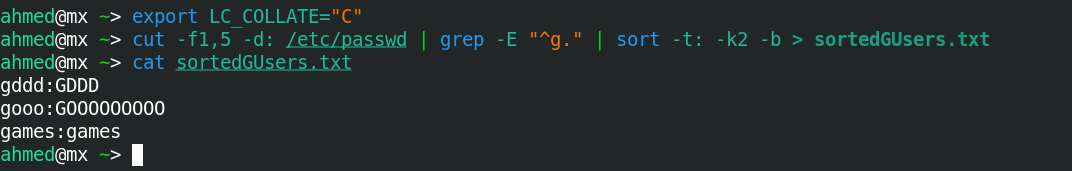 ahmed@mx ~> export LC_COLLATE="C"
ahmed@mx ~> cut -f1,5 -d: /etc/passwd | grep -E "^g." | sort -t: -k2 -b > sortedGUsers.txt
ahmed@mx ~> cat sortedGUsers.txt
gddd:GDDD
gooo:GOOOOOOOOO
games:games
ahmed@mx ~>